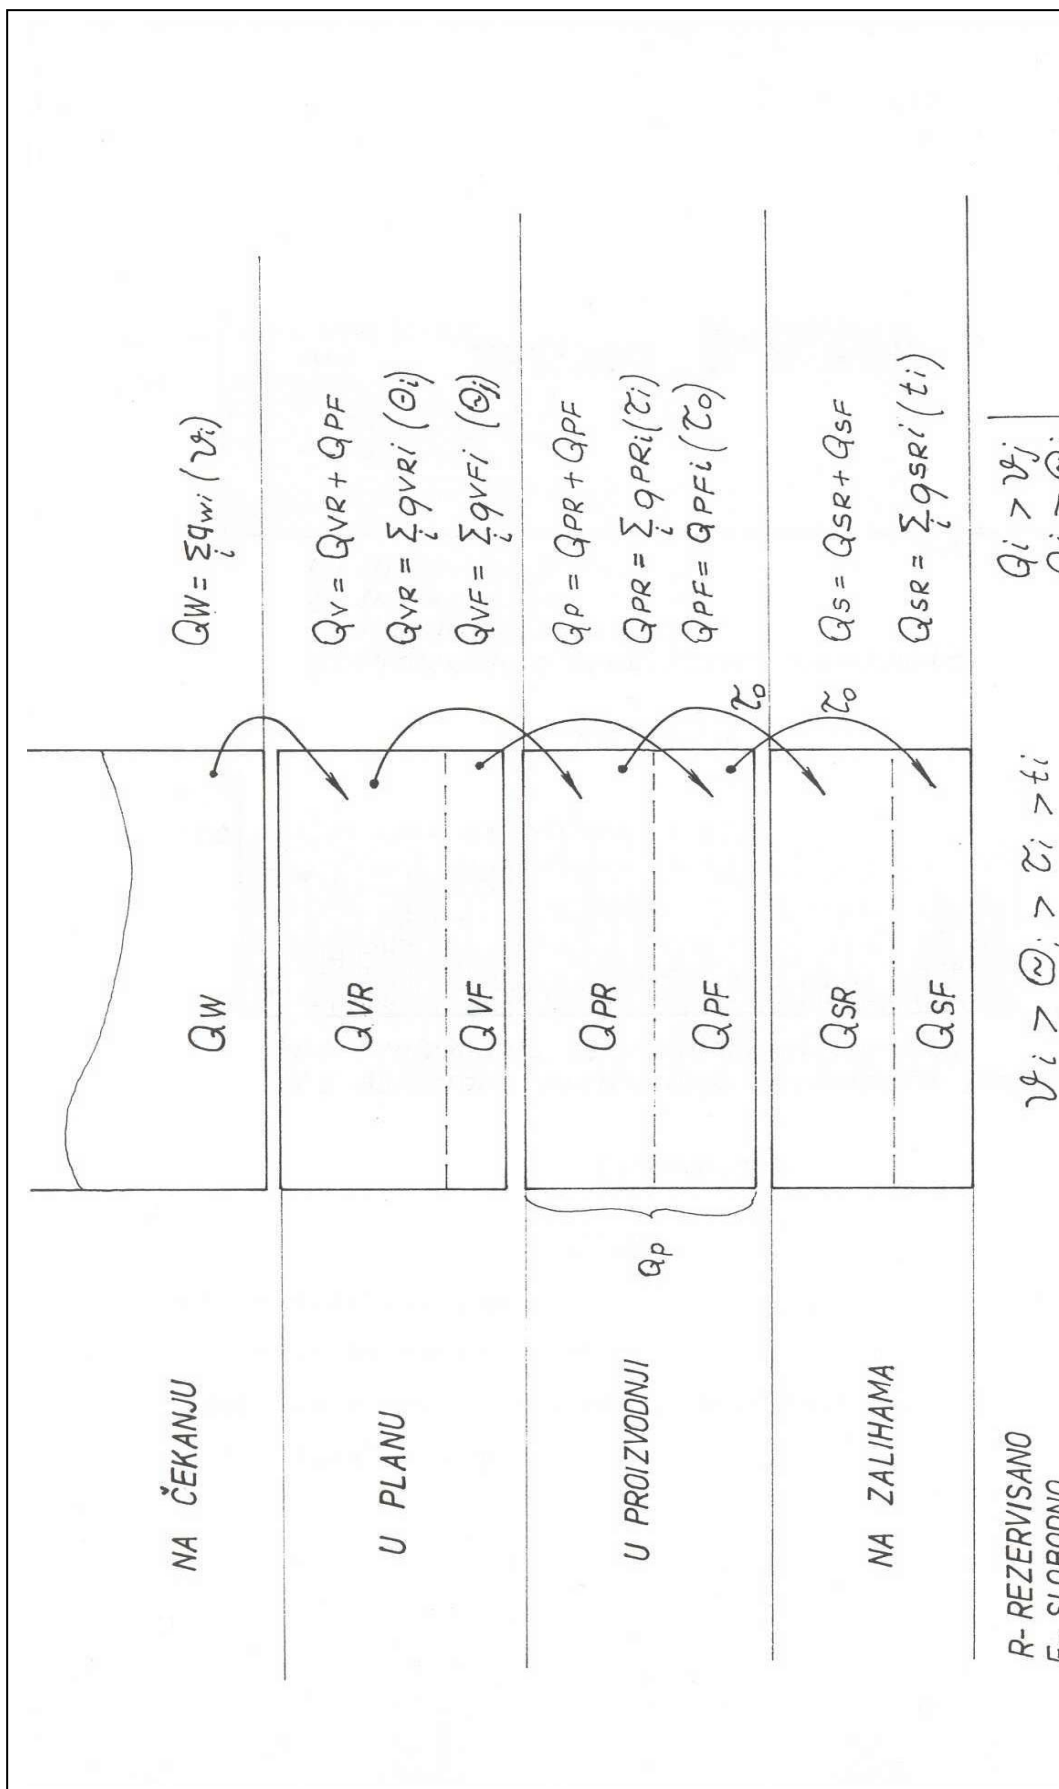 NA ČEKANJU
QW
QW = Σi qwi (ϑi)
U PLANU
QVR
QVF
QV = QVR + QPF
QVR = Σi qVRi (Θi)
QVF = Σi qVFi (Θj)
U PROIZVODNJI
Qp
QPR
QPF
τo
QP = QPR + QPF
QPR = Σi qPRi (τi)
QPF = QPFi (τo)
NA ZALIHAMA
QSR
QSF
τo
QS = QSR + QSF
QSR = Σi qSRi (ti)
R- REZERVISANO
F - SLOBODNO
ϑi > Θi > τi > ti
Qi > ϑj